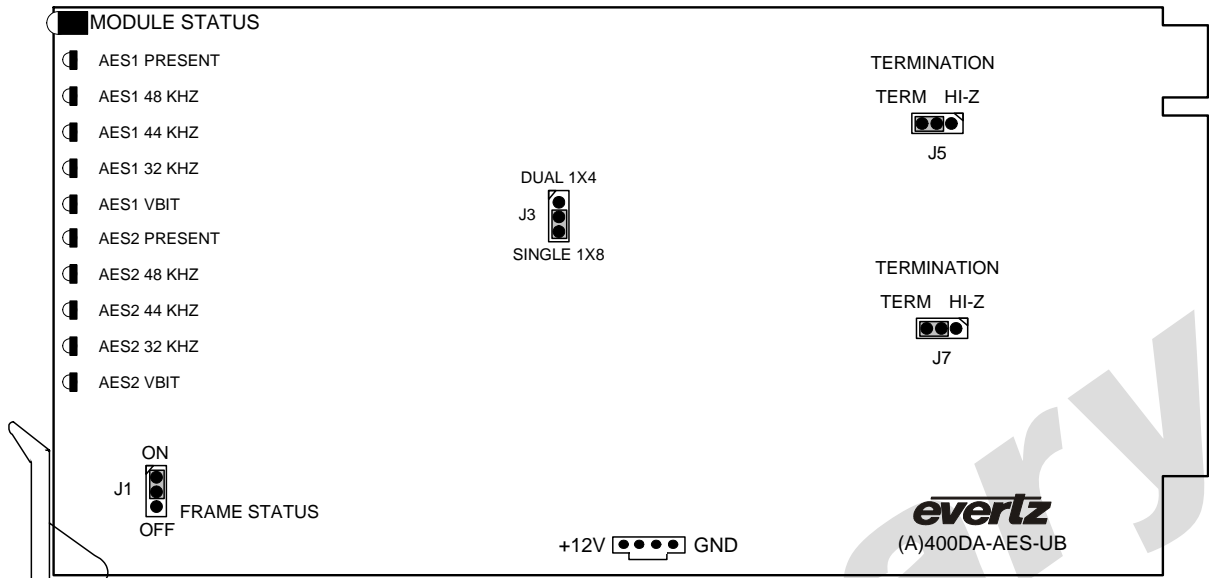 MODULE STATUS
AES1 PRESENT
AES1 48 KHZ
AES1 44 KHZ
AES1 32 KHZ
AES1 VBIT
AES2 PRESENT
AES2 48 KHZ
AES2 44 KHZ
AES2 32 KHZ
AES2 VBIT
TERMINATION
TERM HI-Z
J5
DUAL 1X4
J3
SINGLE 1X8
TERMINATION
TERM HI-Z
J7
ON
J1
FRAME STATUS
OFF
+12V GND
evertz
(A)400DA-AES-UB